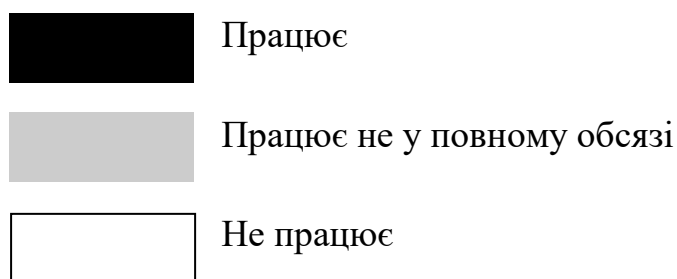 Працює
Працює не у повному обсязі
Не працює